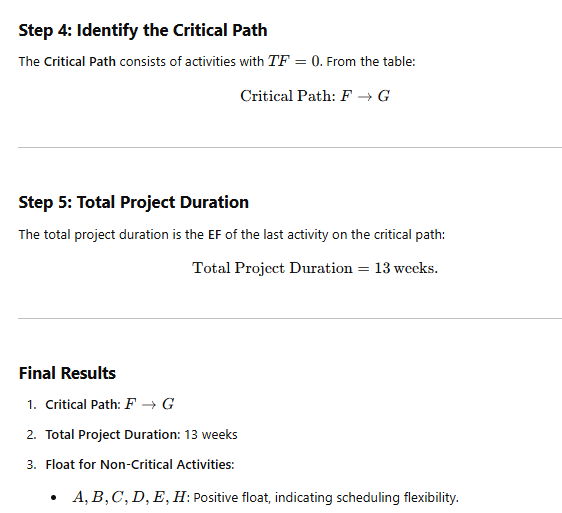 Step 4: Identify the Critical Path
The Critical Path consists of activities with TF = 0. From the table:
Critical Path: F → G
Step 5: Total Project Duration
The total project duration is the EF of the last activity on the critical path:
Total Project Duration = 13 weeks.
Final Results
1. Critical Path: F → G
2. Total Project Duration: 13 weeks
3. Float for Non-Critical Activities:
• A, B, C, D, E, H: Positive float, indicating scheduling flexibility.